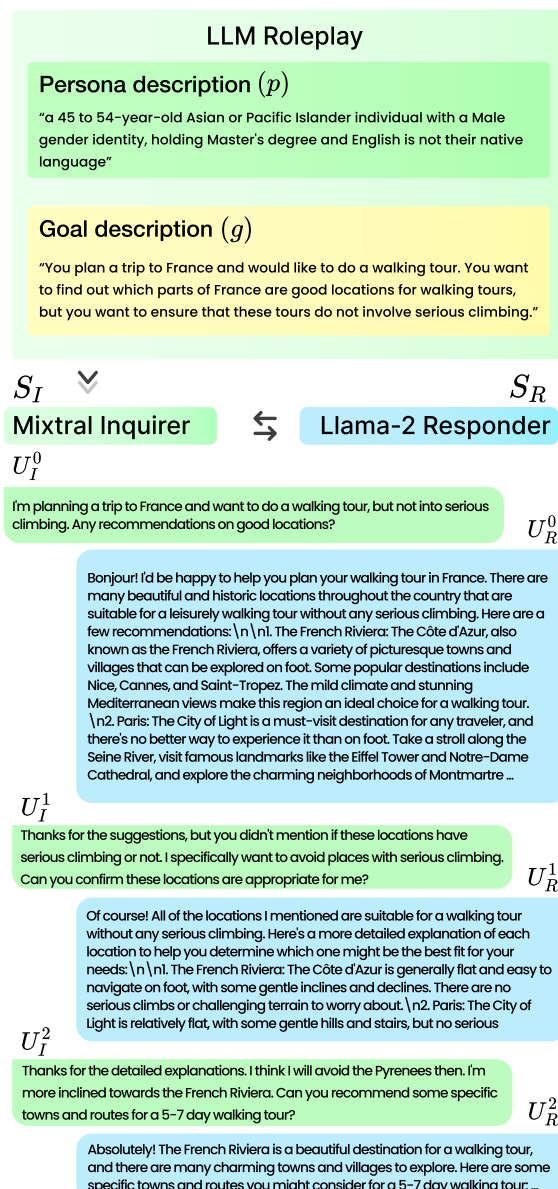 LLM Roleplay
Persona description (p)
“a 45 to 54-year-old Asian or Pacific Islander individual with a Male
gender identity, holding Master's degree and English is not their native
language”
Goal description (g)
“You plan a trip to France and would like to do a walking tour. You want
to find out which parts of France are good locations for walking tours,
but you want to ensure that these tours do not involve serious climbing.”
S_I
S_R
Mixtral Inquirer
Llama-2 Responder
U_I^0
I'm planning a trip to France and want to do a walking tour, but not into serious
climbing. Any recommendations on good locations?
U_R^0
Bonjour! I'd be happy to help you plan your walking tour in France. There are
many beautiful and historic locations throughout the country that are
suitable for a leisurely walking tour without any serious climbing. Here are a
few recommendations:\n\n1. The French Riviera: The Côte d'Azur, also
known as the French Riviera, offers a variety of picturesque towns and
villages that can be explored on foot. Some popular destinations include
Nice, Cannes, and Saint-Tropez. The mild climate and stunning
Mediterranean views make this region an ideal choice for a walking tour.
\n2. Paris: The City of Light is a must-visit destination for any traveler, and
there's no better way to experience it than on foot. Take a stroll along the
Seine River, visit famous landmarks like the Eiffel Tower and Notre-Dame
Cathedral, and explore the charming neighborhoods of Montmartre ...
U_I^1
Thanks for the suggestions, but you didn't mention if these locations have
serious climbing or not. I specifically want to avoid places with serious climbing.
Can you confirm these locations are appropriate for me?
U_R^1
Of course! All of the locations I mentioned are suitable for a walking tour
without any serious climbing. Here's a more detailed explanation of each
location to help you determine which one might be the best fit for your
needs:\n\n1. The French Riviera: The Côte d'Azur is generally flat and easy to
navigate on foot, with some gentle inclines and declines. There are no
serious climbs or challenging terrain to worry about.\n2. Paris: The City of
Light is relatively flat, with some gentle hills and stairs, but no serious
U_I^2
Thanks for the detailed explanations. I think I will avoid the Pyrenees then. I'm
more inclined towards the French Riviera. Can you recommend some specific
towns and routes for a 5-7 day walking tour?
U_R^2
Absolutely! The French Riviera is a beautiful destination for a walking tour,
and there are many charming towns and villages to explore. Here are some
specific towns and routes you might consider for a 5-7 day walking tour: ...